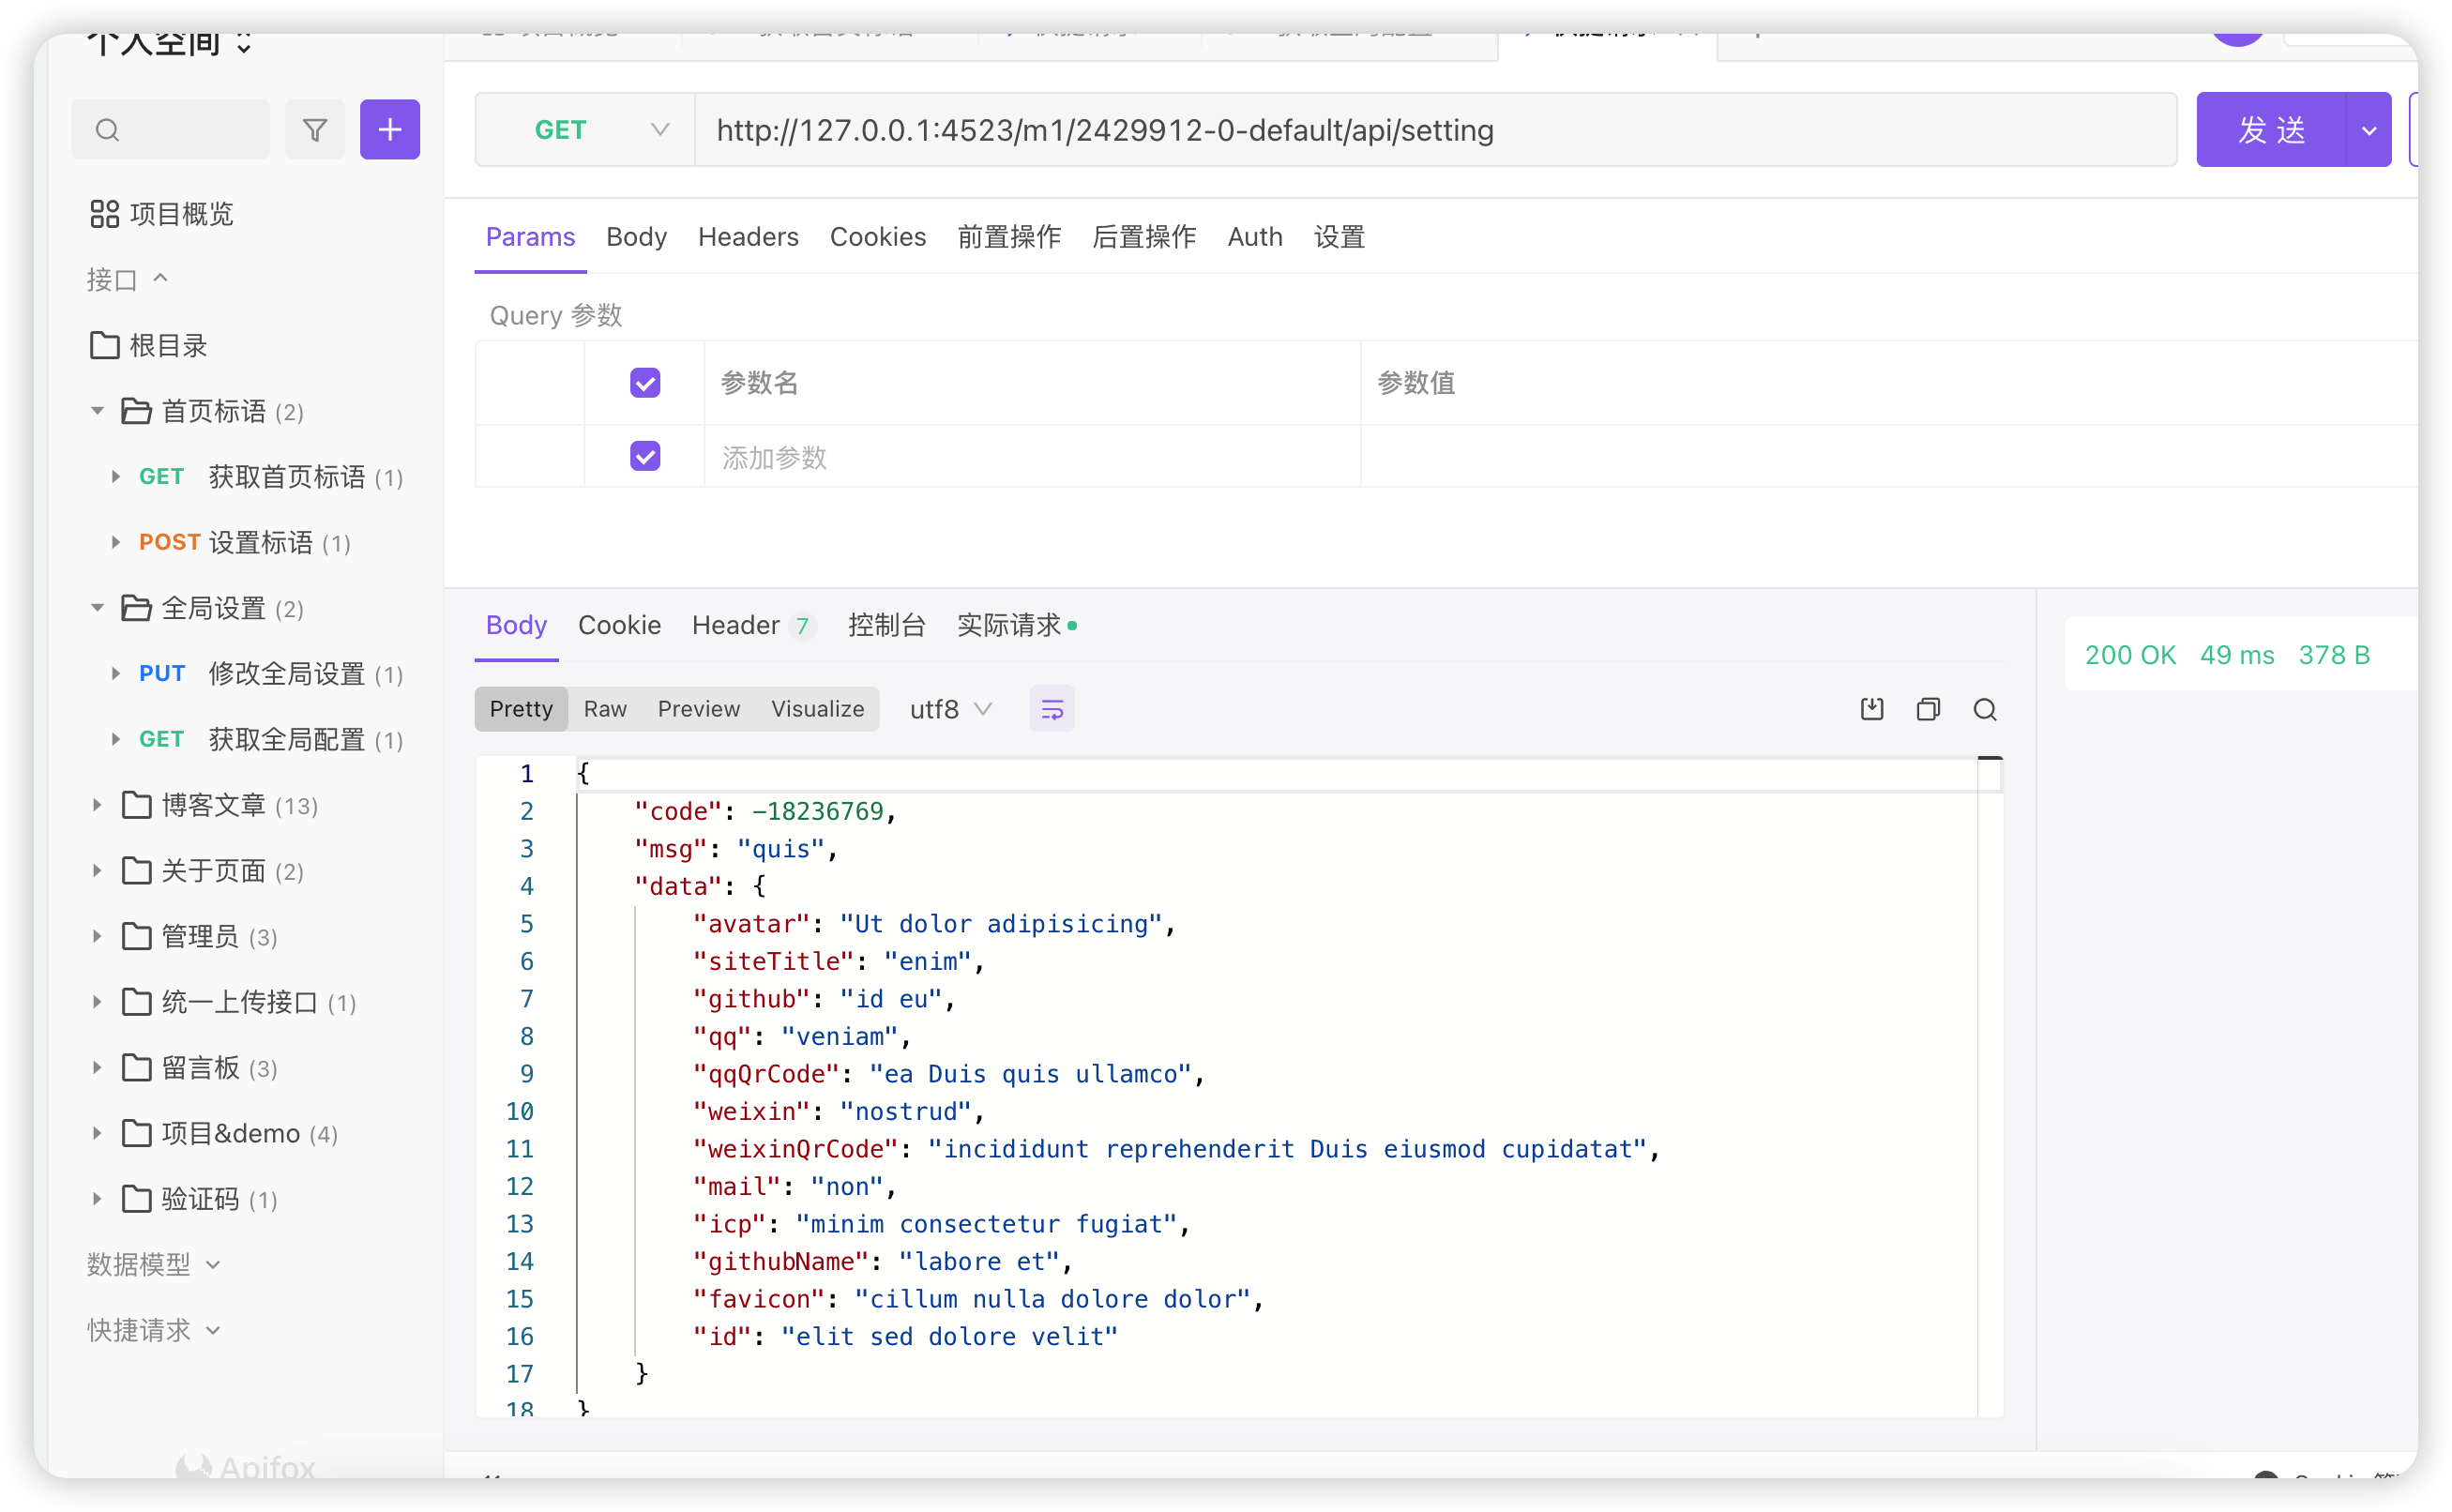 个人空间
项目概览
接口
根目录
首页标语 (2)
GET 获取首页标语 (1)
POST 设置标语 (1)
全局设置 (2)
PUT 修改全局设置 (1)
GET 获取全局配置 (1)
博客文章 (13)
关于页面 (2)
管理员 (3)
统一上传接口 (1)
留言板 (3)
项目&demo (4)
验证码 (1)
数据模型
快捷请求
Apifox
GET http://127.0.0.1:4523/m1/2429912-0-default/api/setting 发 送
Params Body Headers Cookies 前置操作 后置操作 Auth 设置
Query 参数
参数名 参数值
添加参数
Body Cookie Header 7 控制台 实际请求
200 OK 49 ms 378 B
Pretty Raw Preview Visualize utf8
1 {
2 "code": -18236769,
3 "msg": "quis",
4 "data": {
5 "avatar": "Ut dolor adipisicing",
6 "siteTitle": "enim",
7 "github": "id eu",
8 "qq": "veniam",
9 "qqQrCode": "ea Duis quis ullamco",
10 "weixin": "nostrud",
11 "weixinQrCode": "incididunt reprehenderit Duis eiusmod cupidatat",
12 "mail": "non",
13 "icp": "minim consectetur fugiat",
14 "githubName": "labore et",
15 "favicon": "cillum nulla dolore dolor",
16 "id": "elit sed dolore velit"
17 }
18 }